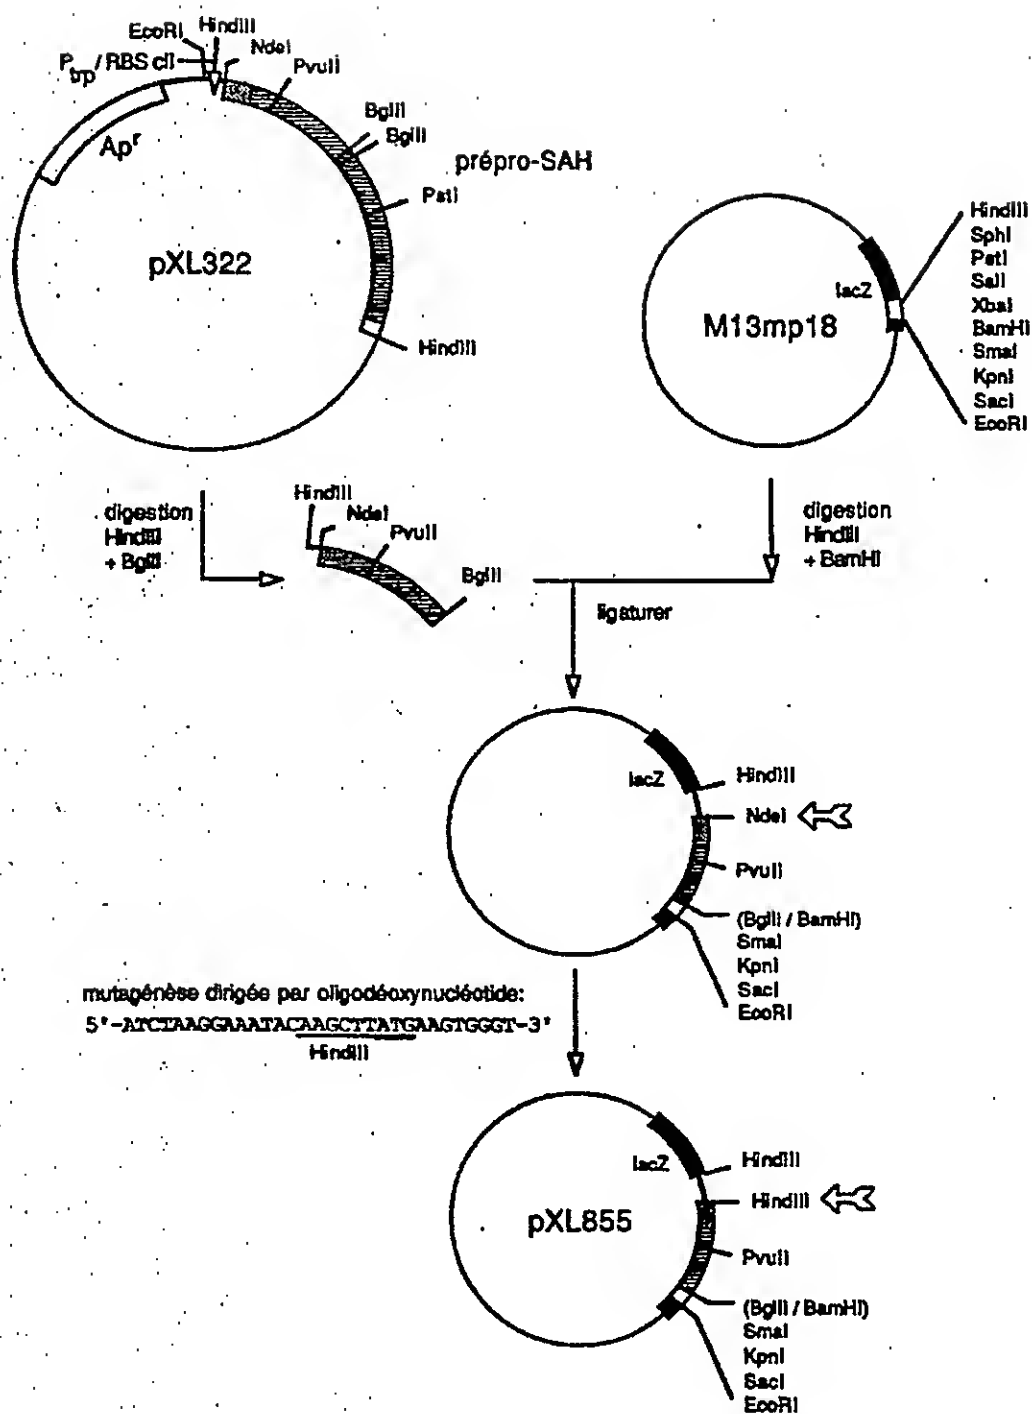 EcoRI
HindIII
P trp / RBS cII
NdeI
PvuII
BglII
BglII
Ap r
prépro-SAH
PstI
pXL322
HindIII
HindIII
SphI
PstI
SalI
XbaI
BamHI
SmaI
KpnI
SacI
EcoRI
lacZ
M13mp18
digestion
HindIII
+ BglII
HindIII
NdeI
PvuII
BglII
digestion
HindIII
+ BamHI
ligaturer
lacZ
HindIII
NdeI
PvuII
(BglII / BamHI)
SmaI
KpnI
SacI
EcoRI
mutagénèse dirigée par oligodéoxynucléotide:
5'-ATCTAAGGAAATACAAGCTTATGAAGTGGGT-3'
HindIII
lacZ
HindIII
HindIII
pXL855
PvuII
(BglII / BamHI)
SmaI
KpnI
SacI
EcoRI